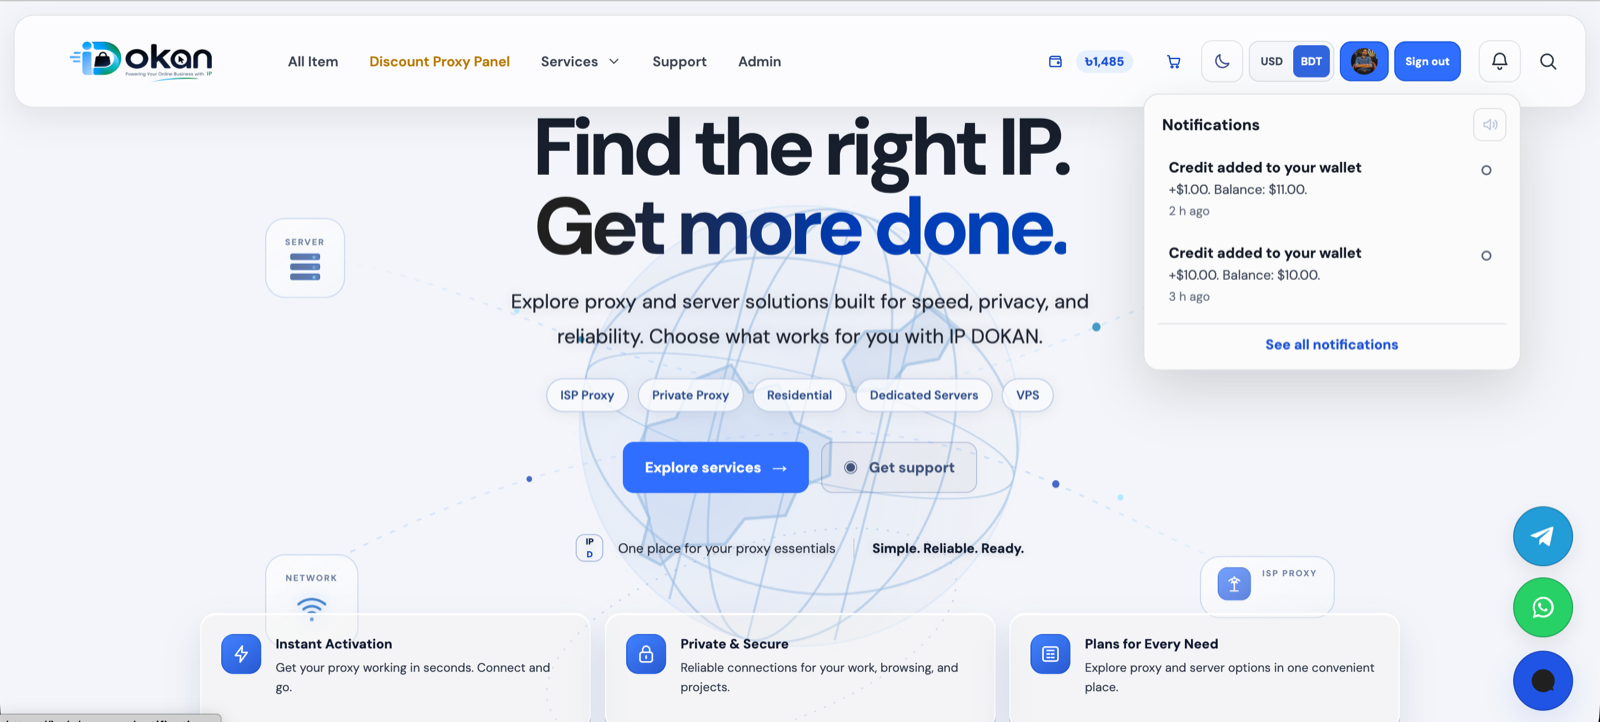 iDokan
Powering Your Online Business with IP
All Item
Discount Proxy Panel
Services
Support
Admin
৳1,485
USD
BDT
Sign out
Notifications
Credit added to your wallet
+$1.00. Balance: $11.00.
2 h ago
Credit added to your wallet
+$10.00. Balance: $10.00.
3 h ago
See all notifications
Find the right IP.
Get more done.
SERVER
Explore proxy and server solutions built for speed, privacy, and
reliability. Choose what works for you with IP DOKAN.
ISP Proxy
Private Proxy
Residential
Dedicated Servers
VPS
Explore services →
Get support
IP
D
One place for your proxy essentials
Simple. Reliable. Ready.
NETWORK
ISP PROXY
Instant Activation
Get your proxy working in seconds. Connect and
go.
Private & Secure
Reliable connections for your work, browsing, and
projects.
Plans for Every Need
Explore proxy and server options in one convenient
place.